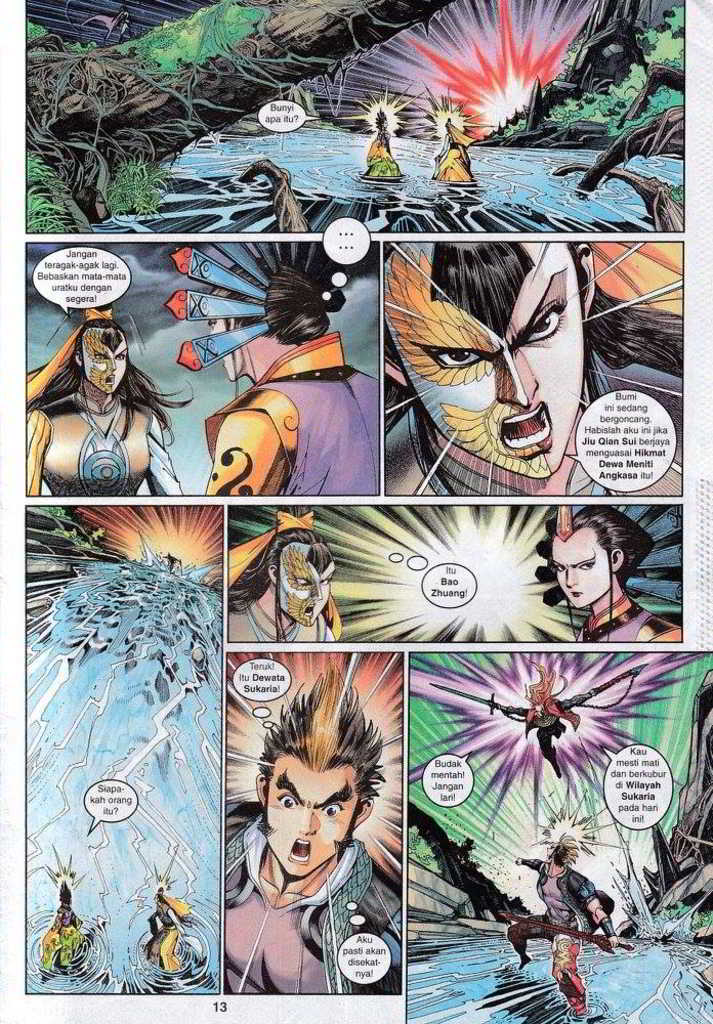 Bunyi
apa itu?
... 
...
Jangan
teragak-agak lagi.
Bebaskan mata-mata
uratku dengan
segera!
Bumi
ini sedang
bergoncang.
Habislah aku ini jika
Jiu Qian Sui berjaya
menguasai Hikmat
Dewa Meniti
Angkasa itu!
Siapa-
kah orang
itu?
Itu
Bao
Zhuang!
Teruk!
Itu Dewata
Sukaria!
Aku
pasti akan
disekat-
nya!
Budak
mentah!
Jangan
lari!
Kau
mesti mati
dan berkubur
di Wilayah
Sukaria
pada hari
ini!
13